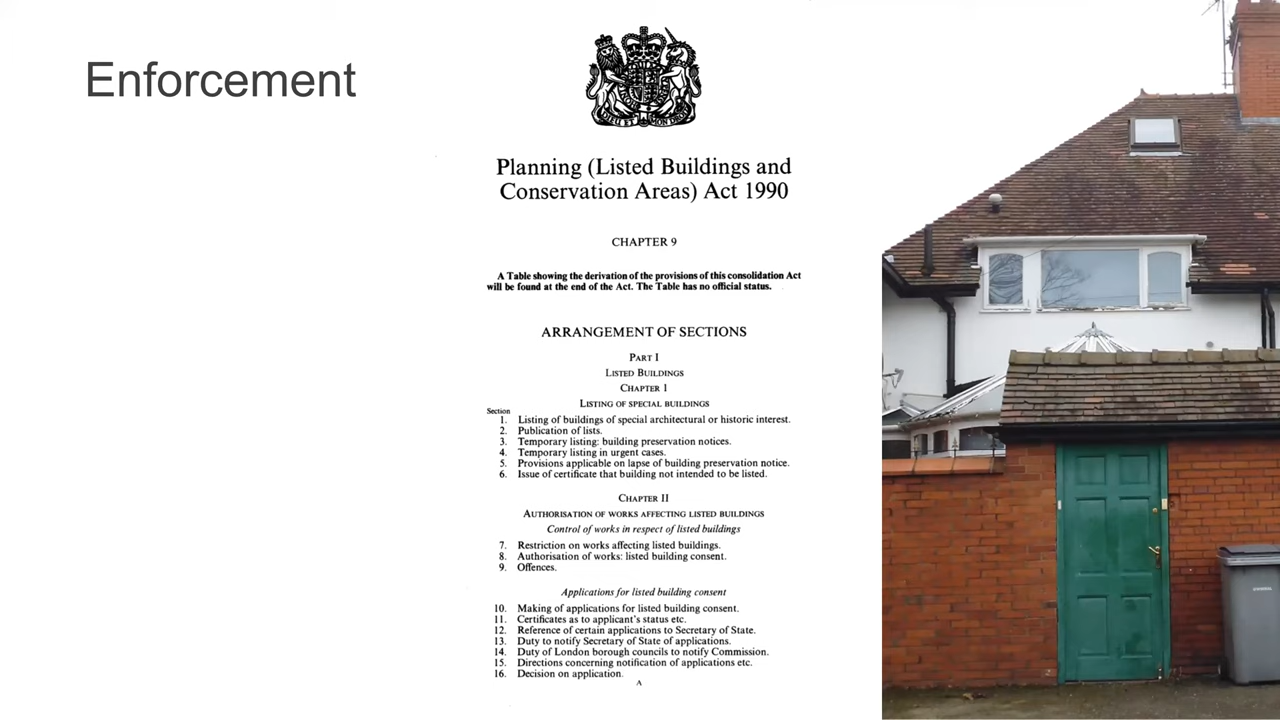 Enforcement
DIEU ET MON DROIT
Planning (Listed Buildings and
Conservation Areas) Act 1990
CHAPTER 9
A Table showing the derivation of the provisions of this consolidation Act
will be found at the end of the Act. The Table has no official status.
ARRANGEMENT OF SECTIONS
PART I
LISTED BUILDINGS
CHAPTER I
LISTING OF SPECIAL BUILDINGS
Section
1. Listing of buildings of special architectural or historic interest.
2. Publication of lists.
3. Temporary listing: building preservation notices.
4. Temporary listing in urgent cases.
5. Provisions applicable on lapse of building preservation notice.
6. Issue of certificate that building not intended to be listed.
CHAPTER II
AUTHORISATION OF WORKS AFFECTING LISTED BUILDINGS
Control of works in respect of listed buildings
7. Restriction on works affecting listed buildings.
8. Authorisation of works: listed building consent.
9. Offences.
Applications for listed building consent
10. Making of applications for listed building consent.
11. Certificates as to applicant's status etc.
12. Reference of certain applications to Secretary of State.
13. Duty to notify Secretary of State of applications.
14. Duty of London borough councils to notify Commission.
15. Directions concerning notification of applications etc.
16. Decision on application.
A